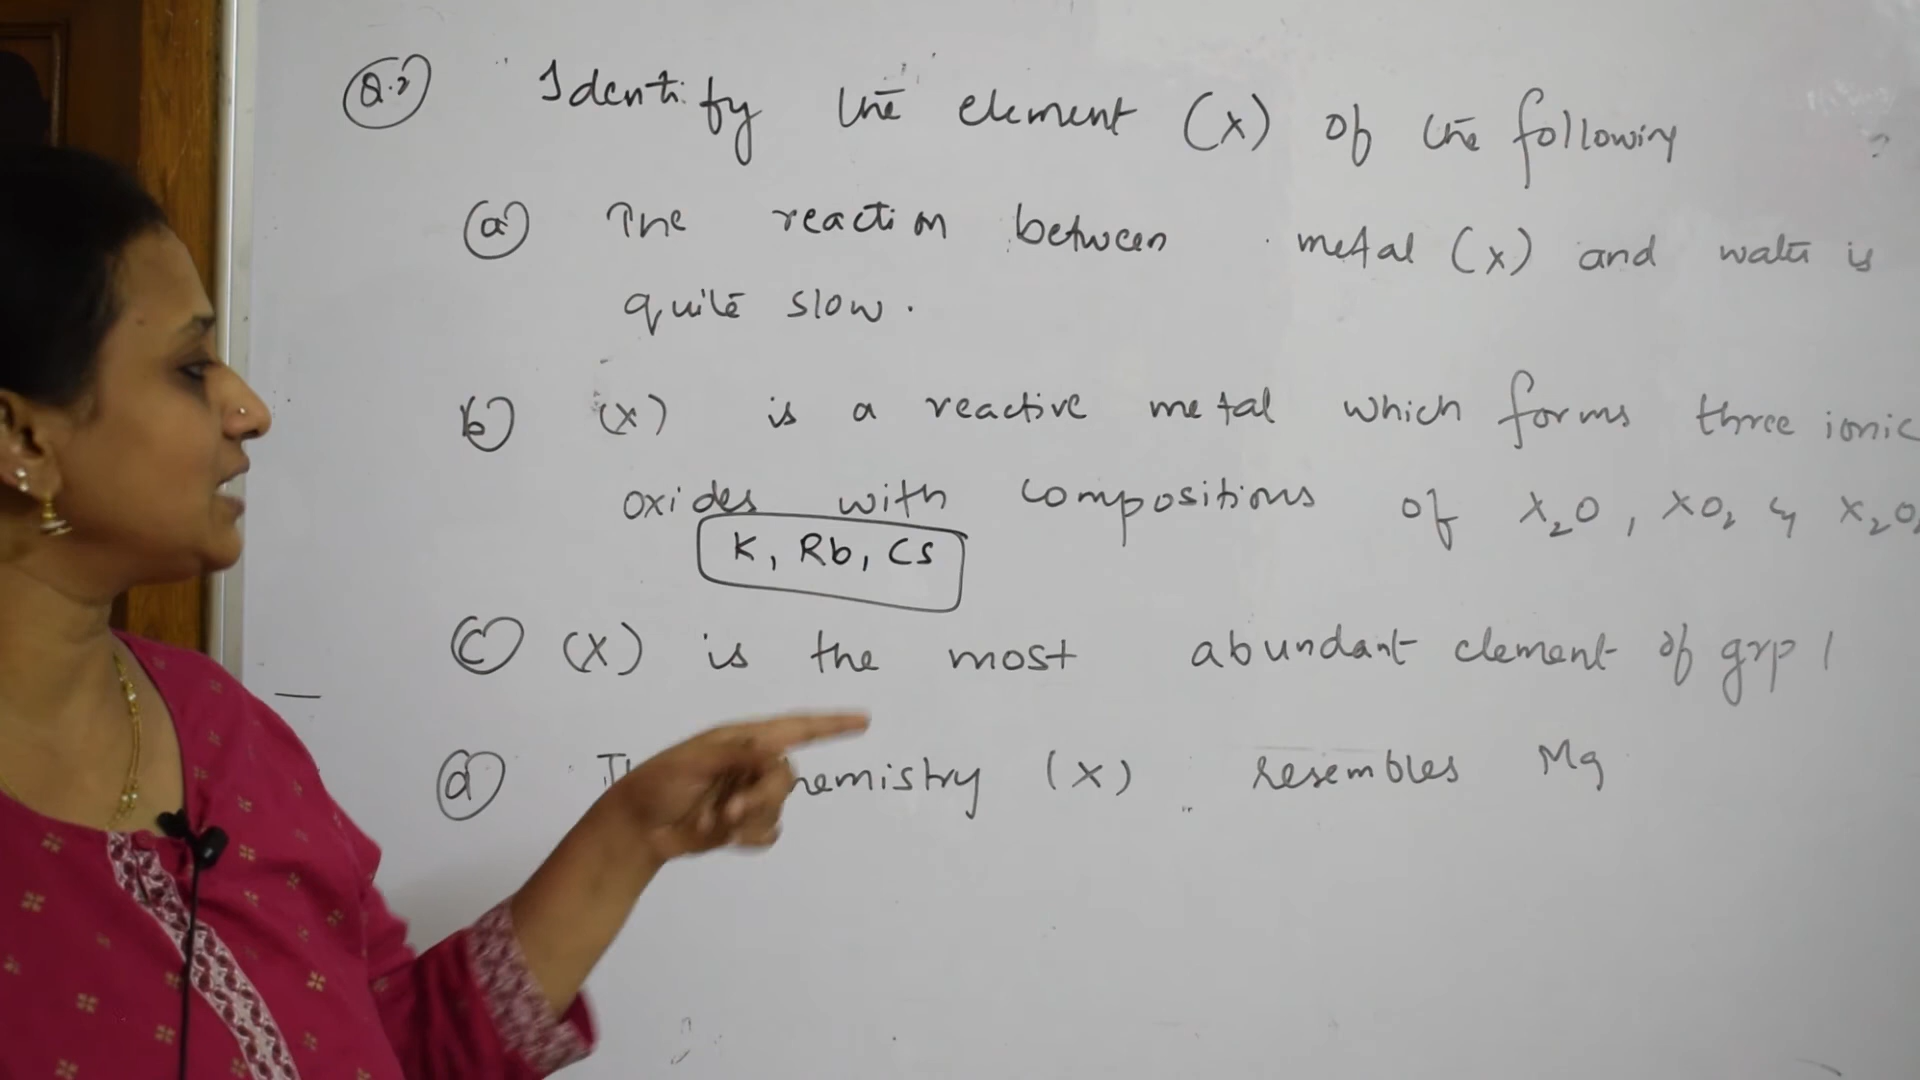 Q.2 Identify the element (X) of the following
(a) The reaction between metal (X) and water is
quite slow.
(b) (X) is a reactive metal which forms three ionic
oxides with compositions of X₂O, XO₂ & X₂O₂
K, Rb, Cs
(c) (X) is the most abundant element of grp 1
(d) chemistry (X) resembles Mg